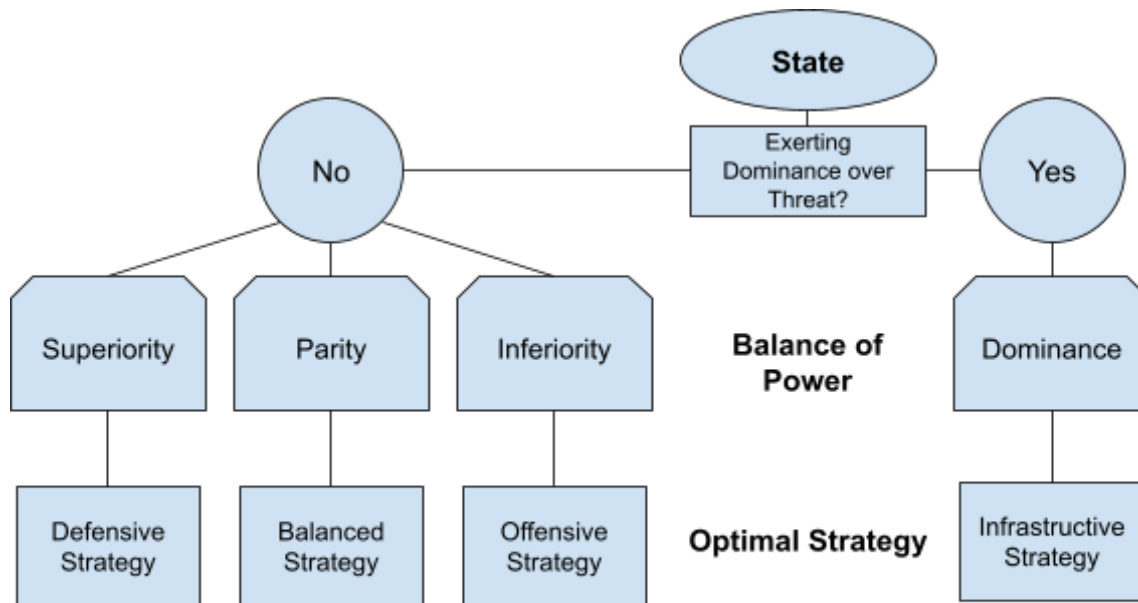 State
Exerting
Dominance over
Threat?
No
Yes
Superiority
Parity
Inferiority
Balance of
Power
Dominance
Defensive
Strategy
Balanced
Strategy
Offensive
Strategy
Optimal Strategy
Infrastructive
Strategy